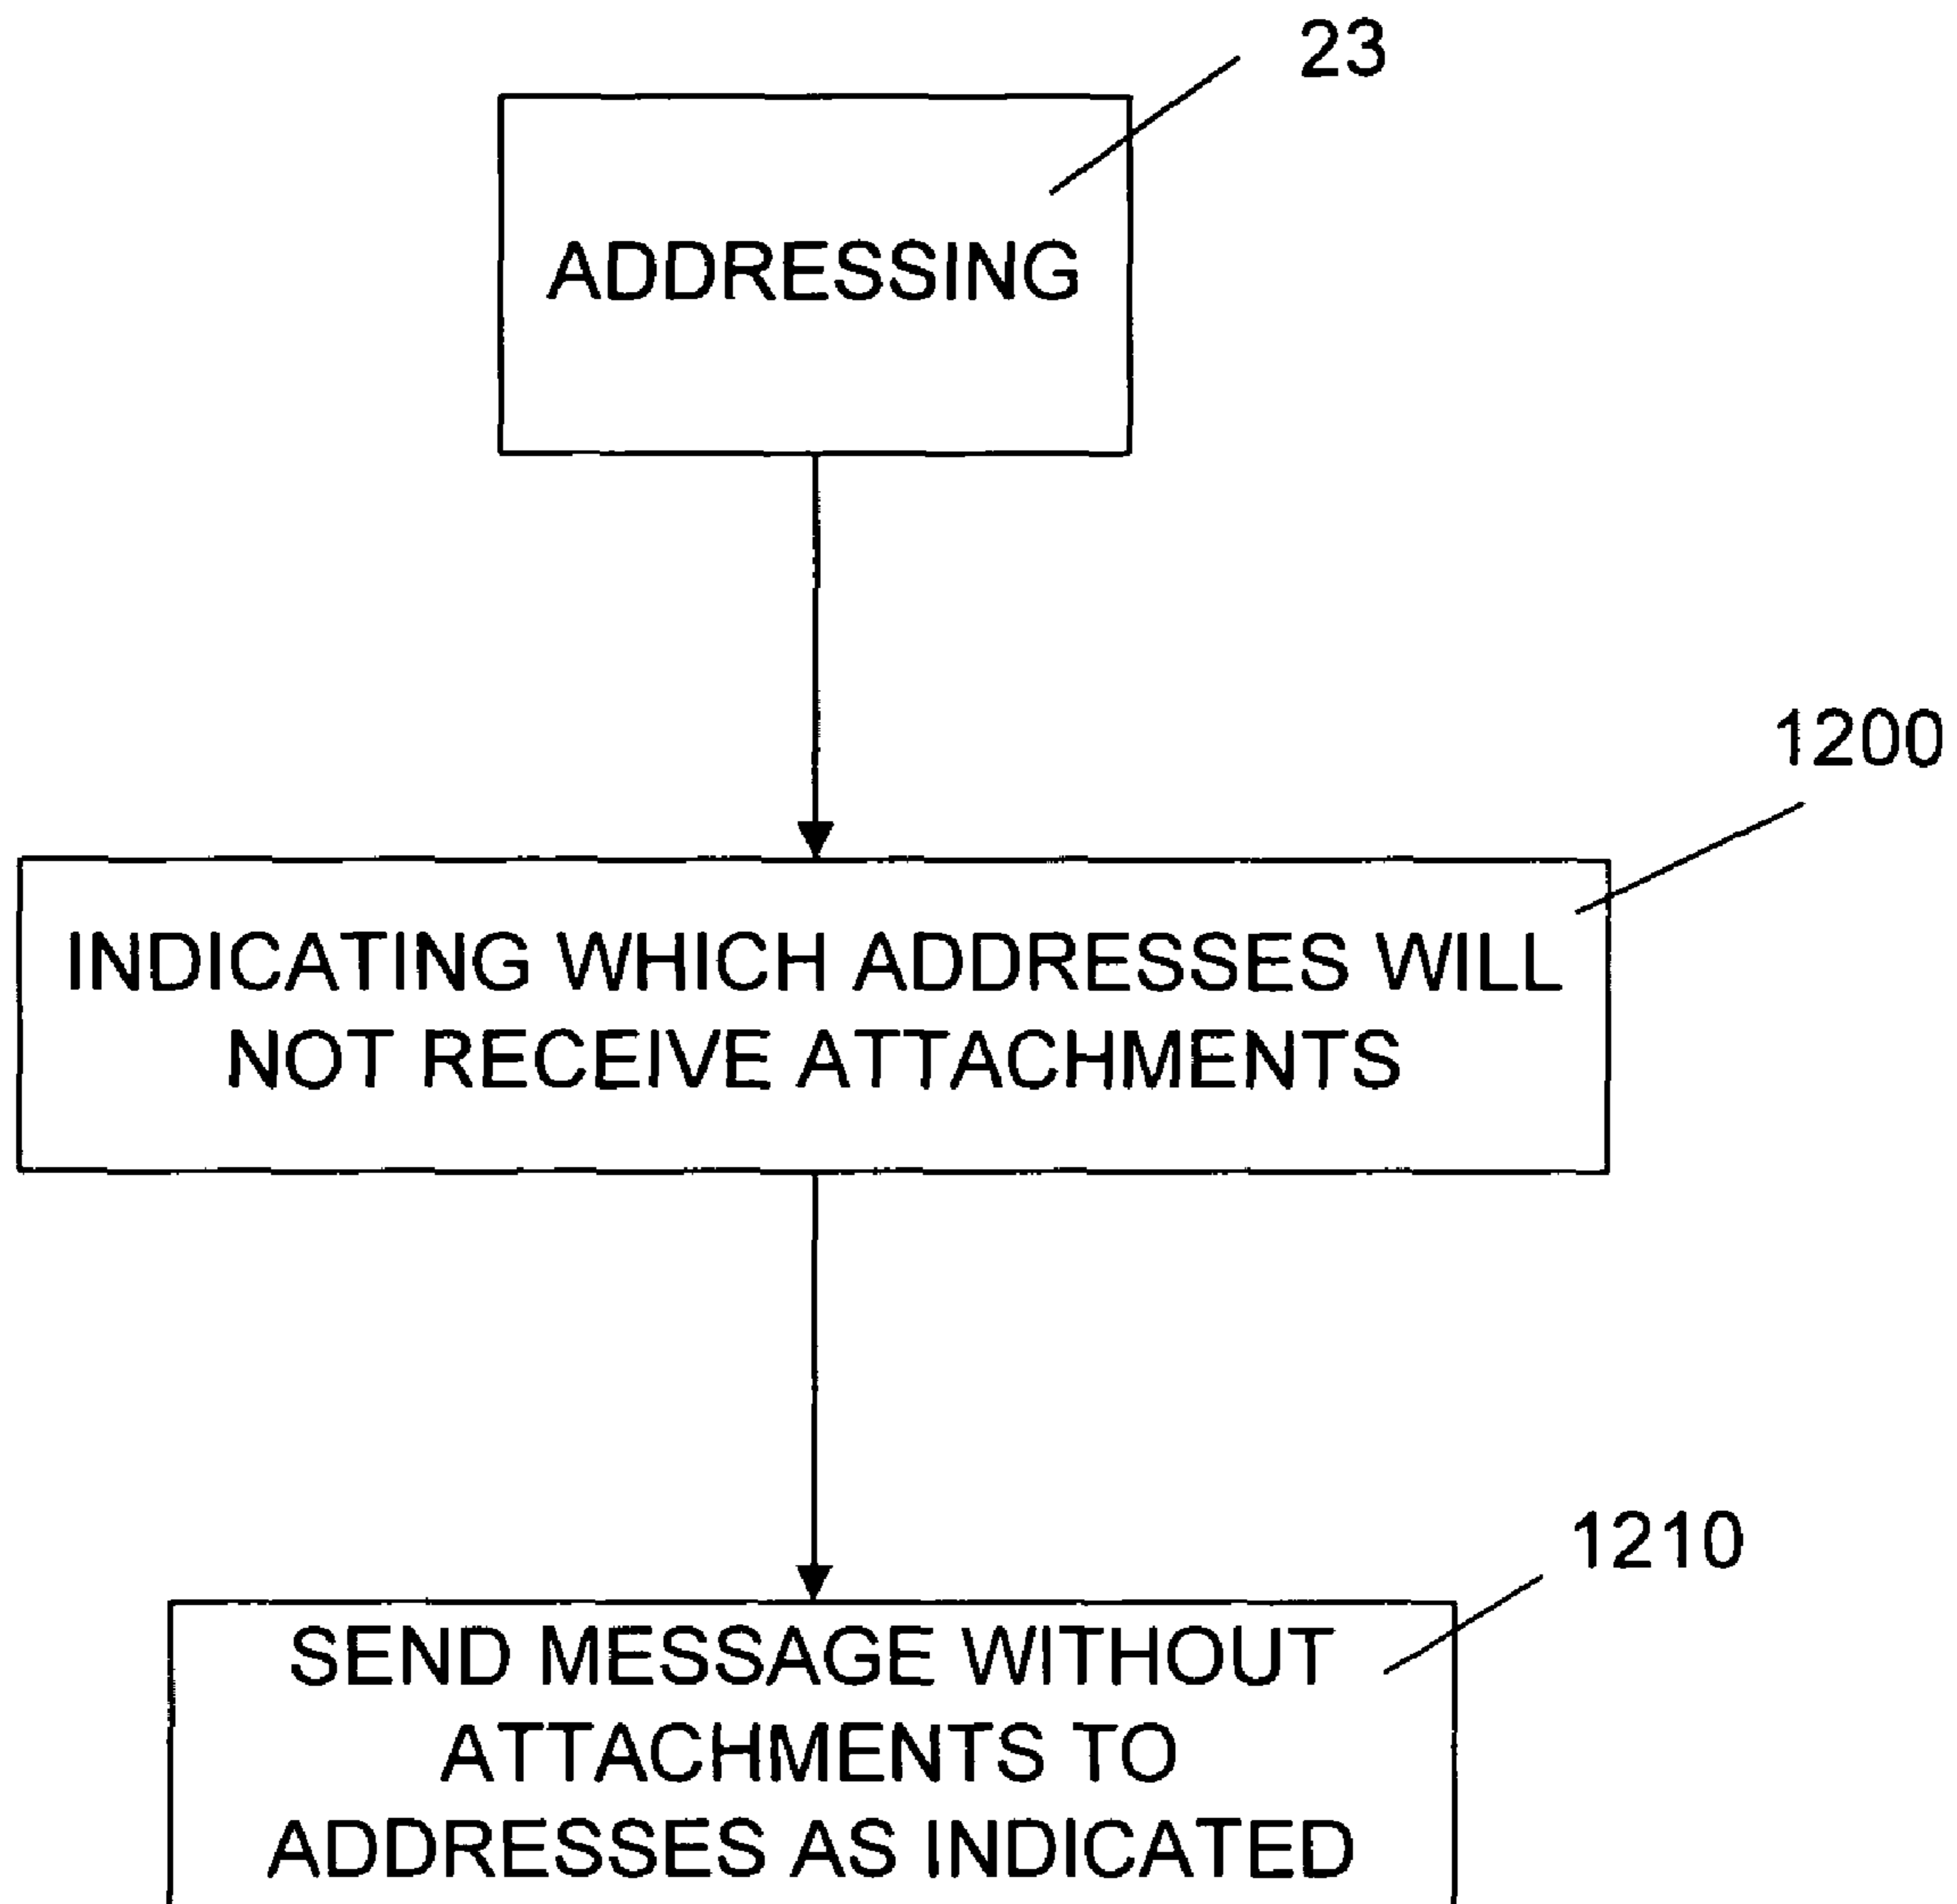 23
ADDRESSING
1200
INDICATING WHICH ADDRESSES WILL
NOT RECEIVE ATTACHMENTS
1210
SEND MESSAGE WITHOUT
ATTACHMENTS TO
ADDRESSES AS INDICATED